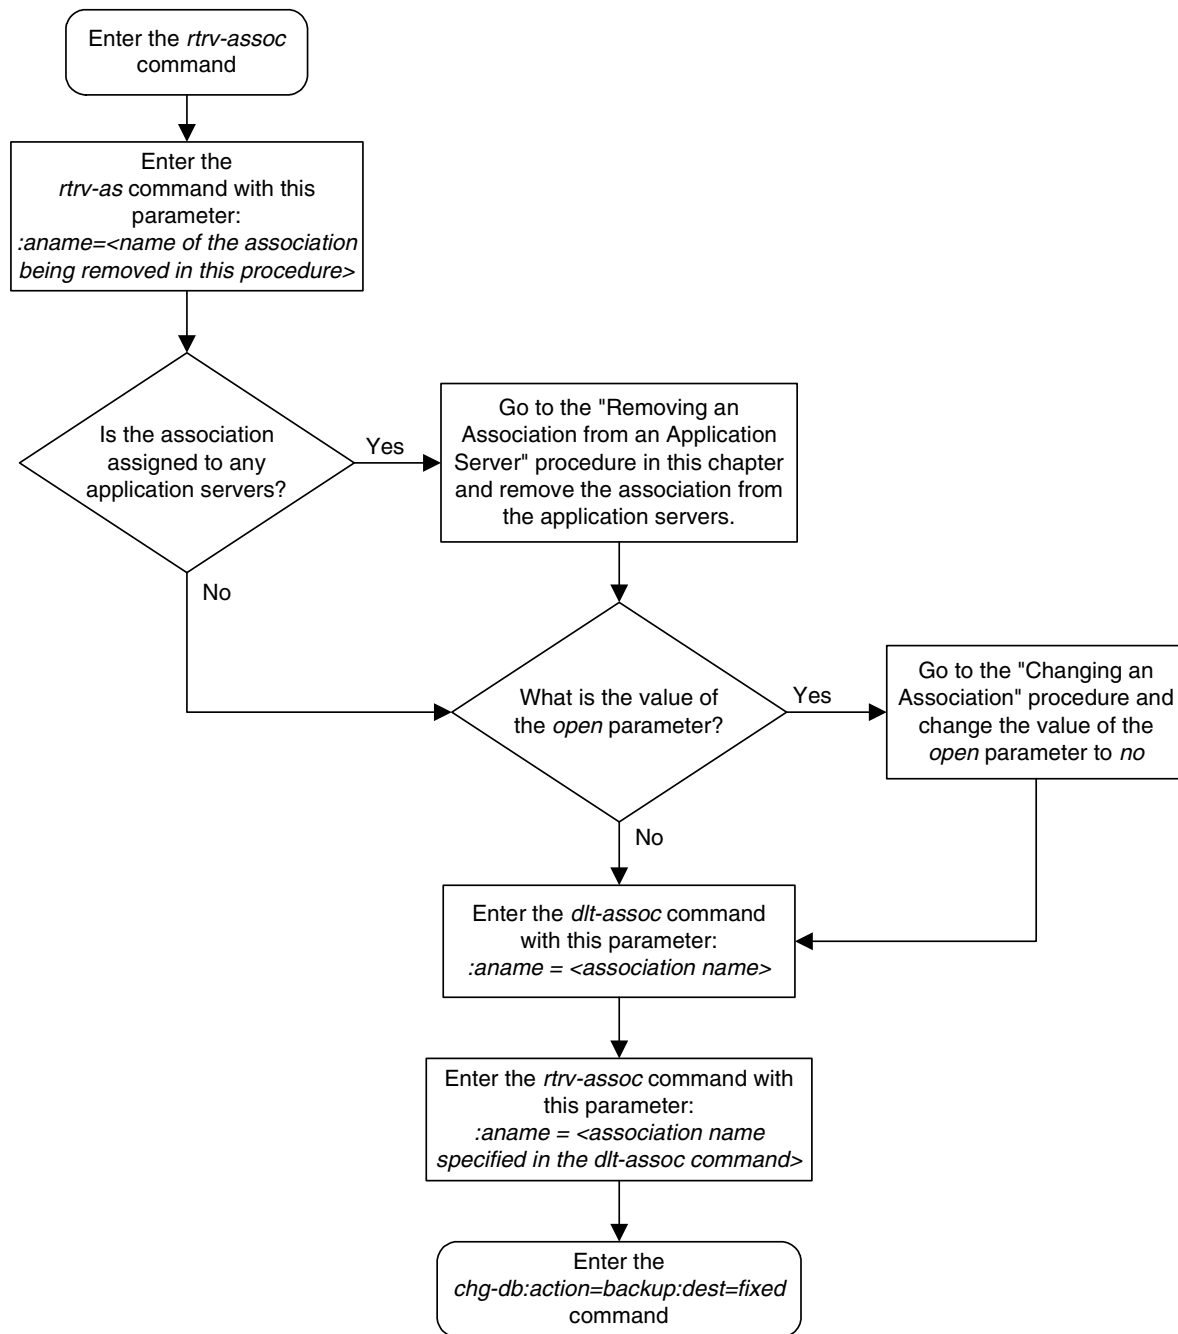 Enter the rtrv-assoc
command
Enter the
rtrv-as command with this
parameter:
:aname=<name of the association
being removed in this procedure>
Is the association
assigned to any
application servers?
Yes
No
Go to the "Removing an
Association from an Application
Server" procedure in this chapter
and remove the association from
the application servers.
What is the value of
the open parameter?
Yes
No
Go to the "Changing an
Association" procedure and
change the value of the
open parameter to no
Enter the dlt-assoc command
with this parameter:
:aname = <association name>
Enter the rtrv-assoc command with
this parameter:
:aname = <association name
specified in the dlt-assoc command>
Enter the
chg-db:action=backup:dest=fixed
command